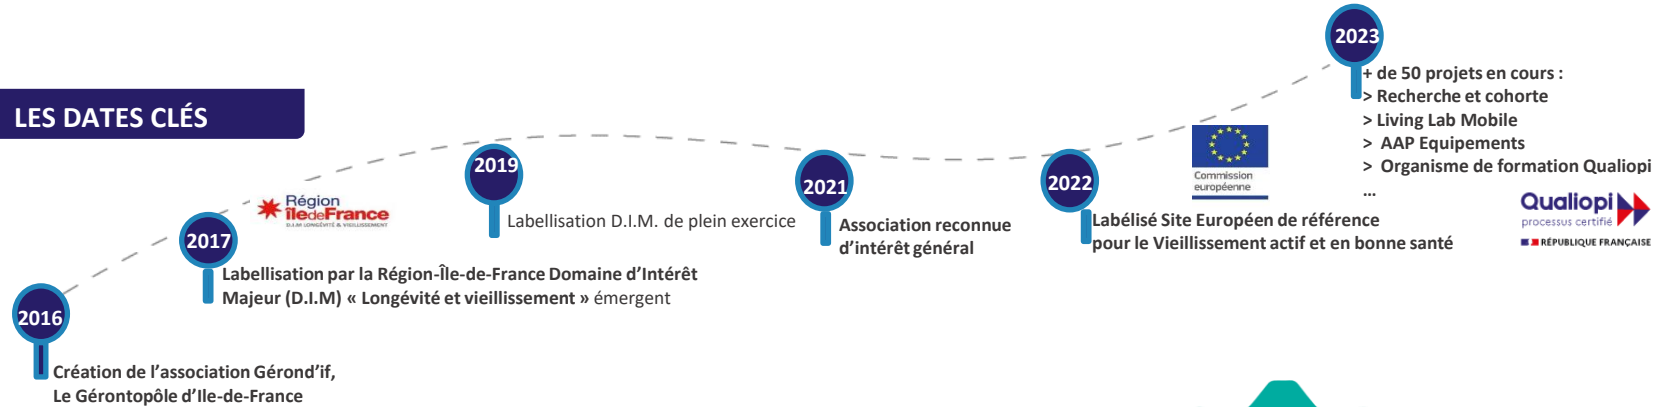 LES DATES CLÉS
2016
Création de l’association Gérond’if,
Le Gérontopôle d’Ile-de-France
2017
Région
îledeFrance
D.I.M LONGÉVITÉ & VIEILLISSEMENT
Labellisation par la Région-Île-de-France Domaine d’Intérêt
Majeur (D.I.M) « Longévité et vieillissement » émergent
2019
Labellisation D.I.M. de plein exercice
2021
Association reconnue
d’intérêt général
2022
Commission
européenne
Labélisé Site Européen de référence
pour le Vieillissement actif et en bonne santé
2023
+ de 50 projets en cours :
> Recherche et cohorte
> Living Lab Mobile
> AAP Equipements
> Organisme de formation Qualiopi
...
Qualiopi
processus certifié
RÉPUBLIQUE FRANÇAISE